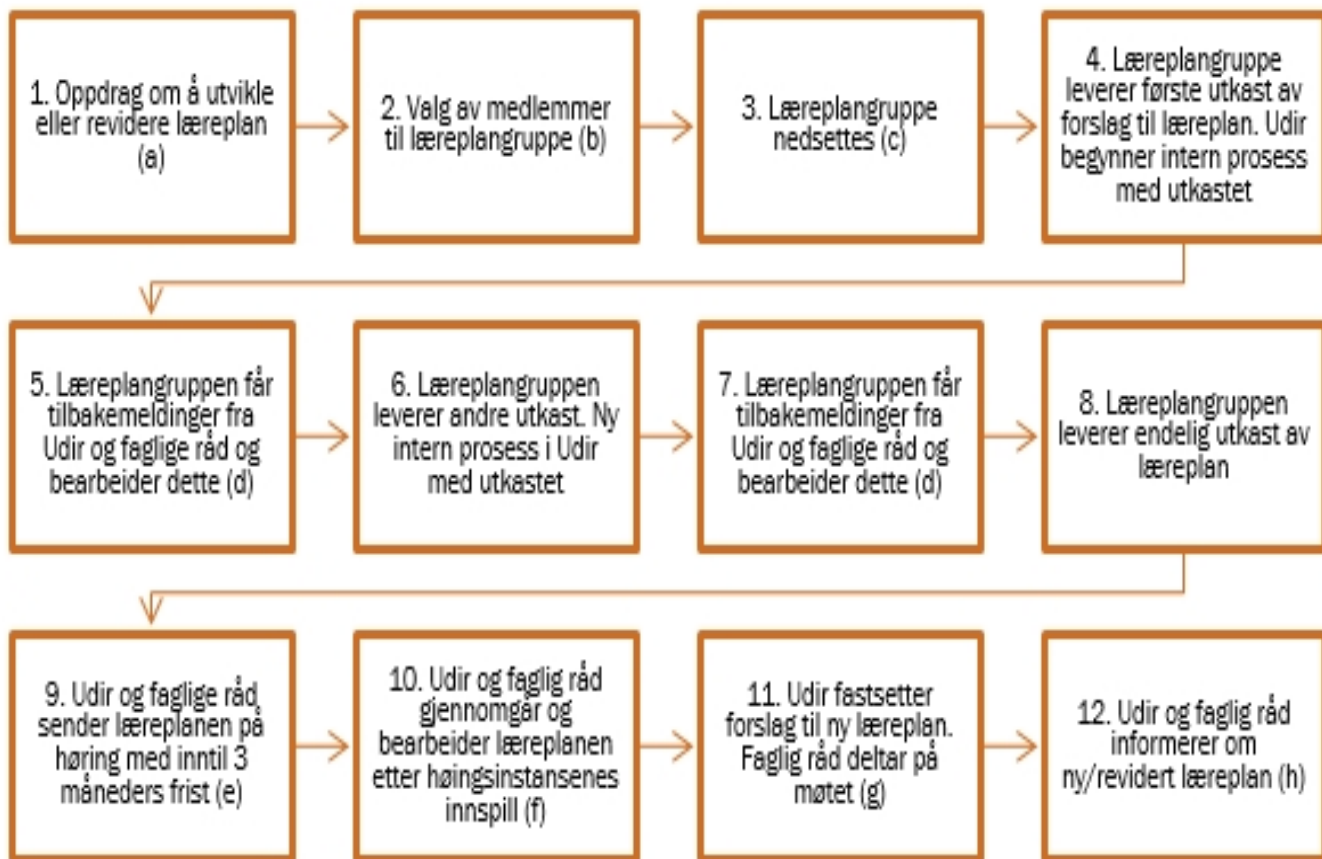 1. Oppdrag om å utvikle
eller revidere læreplan
(a)
2. Valg av medlemmer
til læreplangruppe (b)
3. Læreplangruppe
nedsettes (c)
4. Læreplangruppe
leverer første utkast av
forslag til læreplan. Udir
begynner intern prosess
med utkastet
5. Læreplangruppen får
tilbakemeldinger fra
Udir og faglige råd og
bearbeider dette (d)
6. Læreplangruppen
leverer andre utkast. Ny
intern prosess i Udir
med utkastet
7. Læreplangruppen får
tilbakemeldinger fra
Udir og faglige råd og
bearbeider dette (d)
8. Læreplangruppen
leverer endelig utkast av
læreplan
9. Udir og faglige råd
sender læreplanen på
høring med inntil 3
måneders frist (e)
10. Udir og faglig råd
gjennomgår og
bearbeider læreplanen
etter høingsinstansenes
innspill (f)
11. Udir fastsetter
forslag til ny læreplan.
Faglig råd deltar på
møtet (g)
12. Udir og faglig råd
informerer om
ny/revidert læreplan (h)